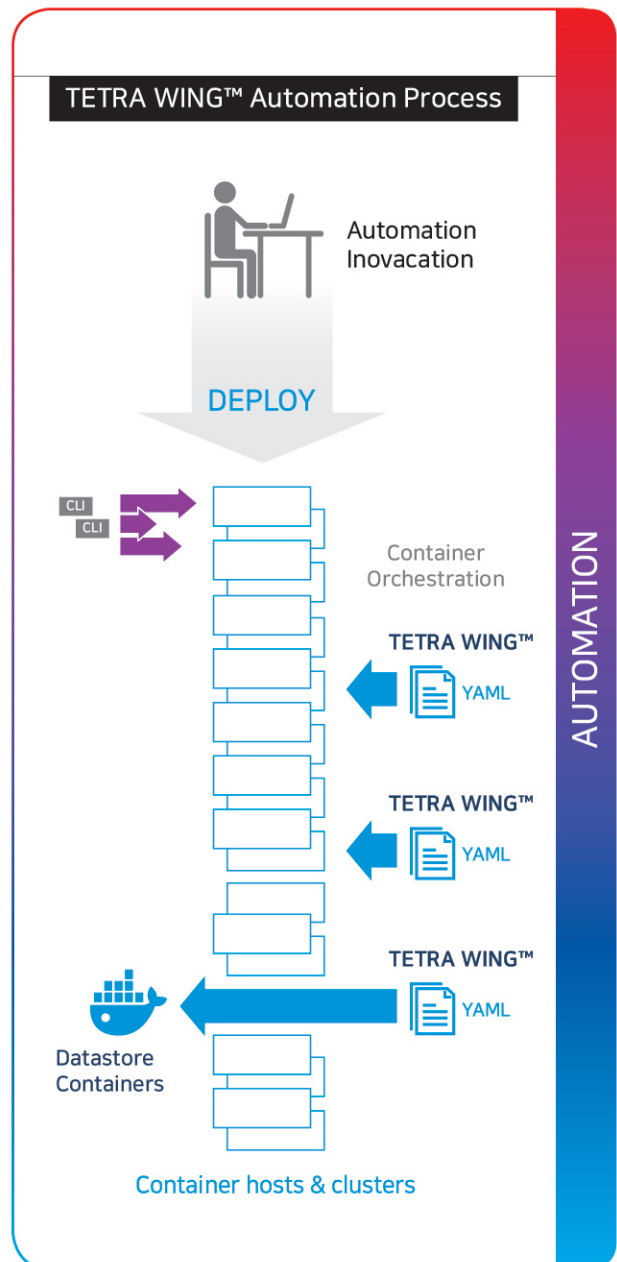 TETRA WING™ Automation Process
Automation
Inovacation
DEPLOY
CLI
CLI
Container
Orchestration
TETRA WING™
YAML
TETRA WING™
YAML
TETRA WING™
YAML
Datastore
Containers
Container hosts & clusters
AUTOMATION